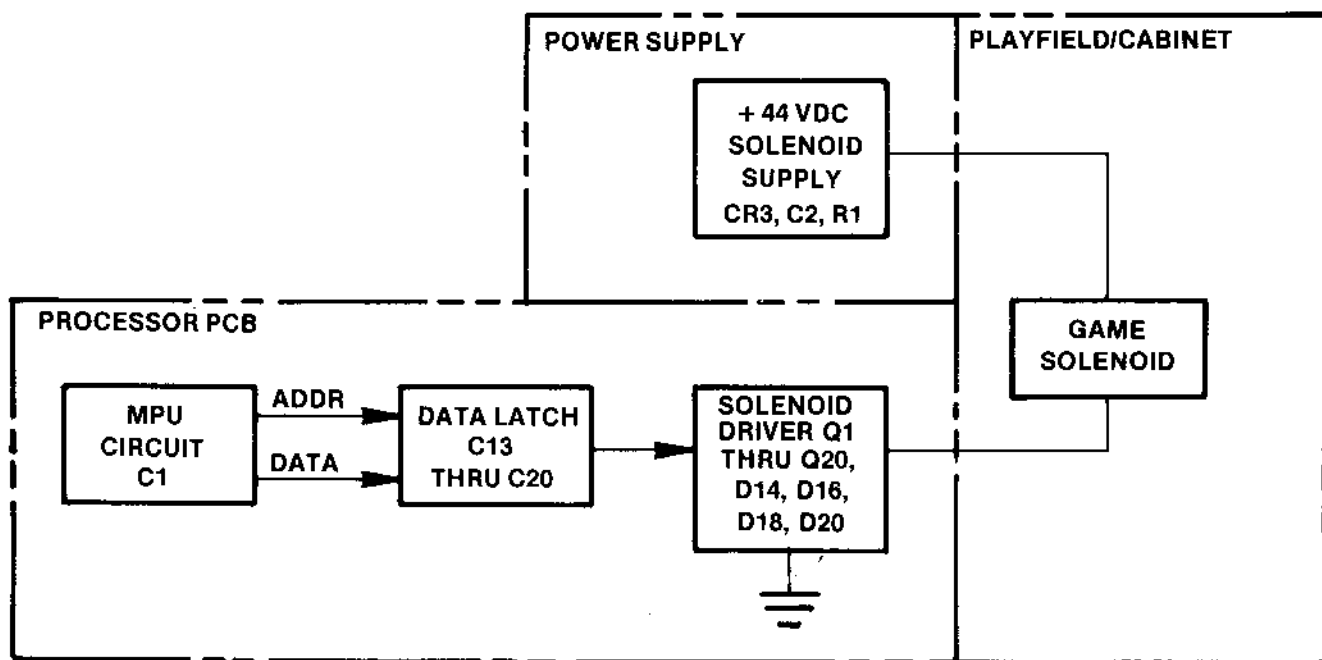 POWER SUPPLY
PLAYFIELD/CABINET
+ 44 VDC
SOLENOID
SUPPLY
CR3, C2, R1
PROCESSOR PCB
GAME
SOLENOID
MPU
CIRCUIT
C1
ADDR
DATA
DATA LATCH
C13
THRU C20
SOLENOID
DRIVER Q1
THRU Q20,
D14, D16,
D18, D20